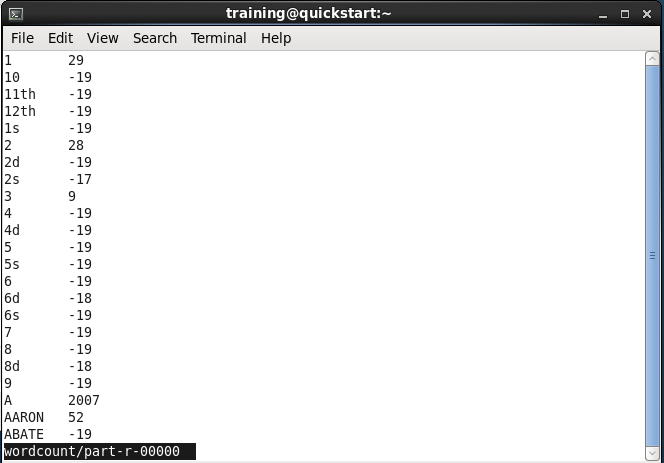 training@quickstart:~
File Edit View Search Terminal Help
1 29
10 -19
11th -19
12th -19
1s -19
2 28
2d -19
2s -17
3 9
4 -19
4d -19
5 -19
5s -19
6 -19
6d -18
6s -19
7 -19
8 -19
8d -18
9 -19
A 2007
AARON 52
ABATE -19
wordcount/part-r-00000